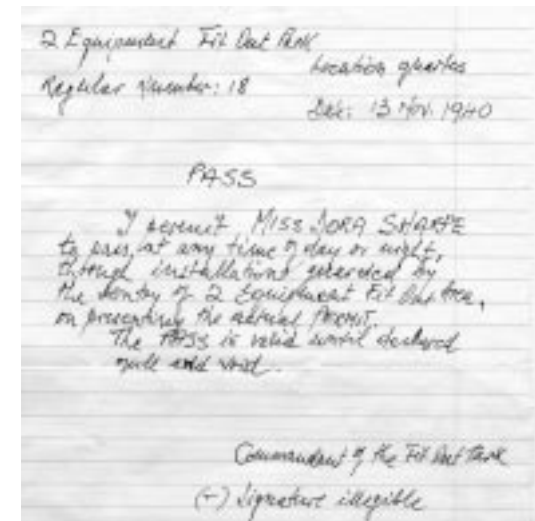 2 Equipment Fit Out Park
Location quarter
Regular Number: 18
Date: 13 Nov. 1940
PASS
I permit MISS DORA SHARPE
to pass, at any time of day or night,
through installations guarded by
the sentry of 2 Equipment Fit Out Area,
on presenting the actual PERMIT.
The PASS is valid until declared
null and void.
Commandant of the Fit Out Park
(-) Signature illegible